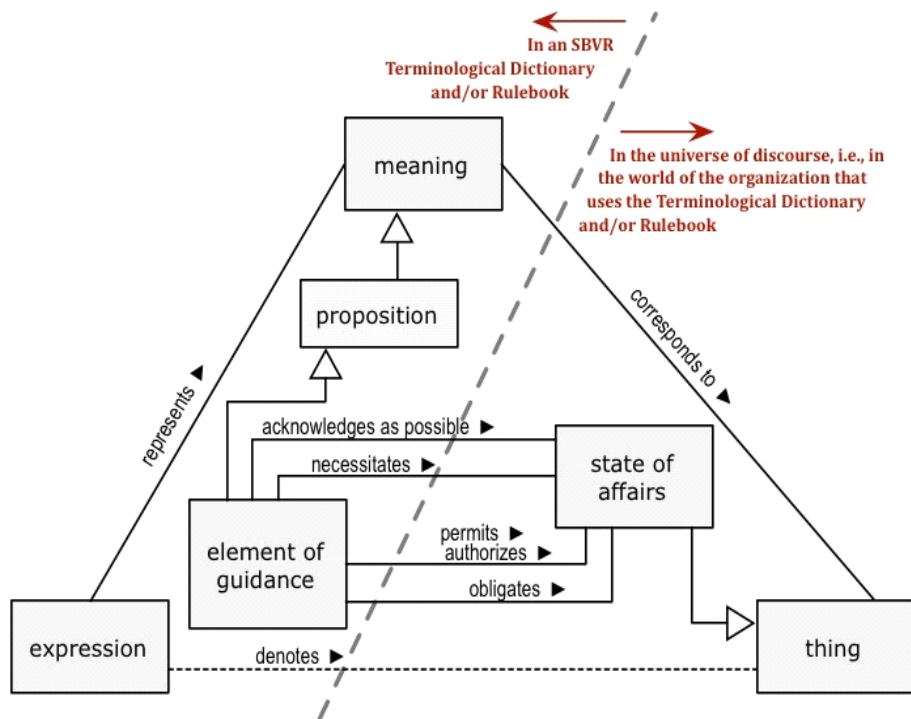 In an SBVR
Terminological Dictionary
and/or Rulebook
In the universe of discourse, i.e., in
the world of the organization that
uses the Terminological Dictionary
and/or Rulebook
meaning
proposition
corresponds to ▶
represents ▶
acknowledges as possible ▶
necessitates ▶
state of
affairs
element of
guidance
permits ▶
authorizes ▶
obligates ▶
expression
denotes ▶
thing